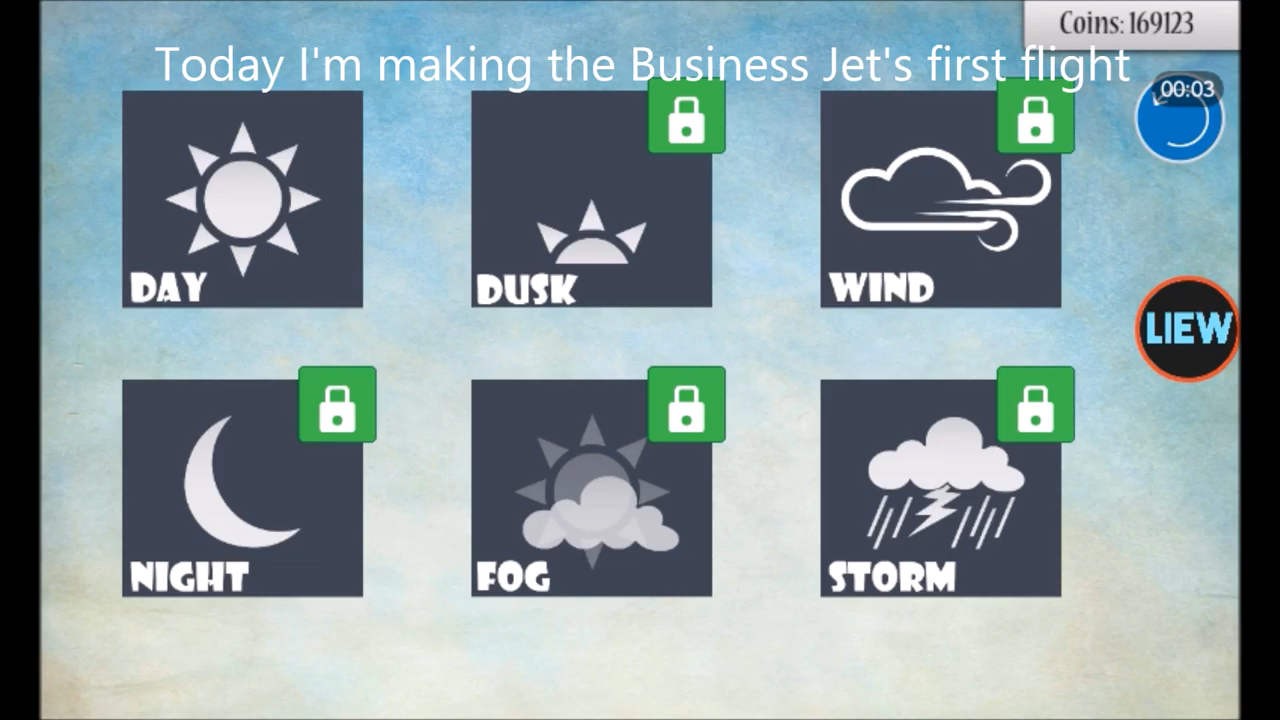 Coins: 169123
Today I'm making the Business Jet's first flight
00:03
DAY
DUSK
WIND
LIEW
NIGHT
FOG
STORM